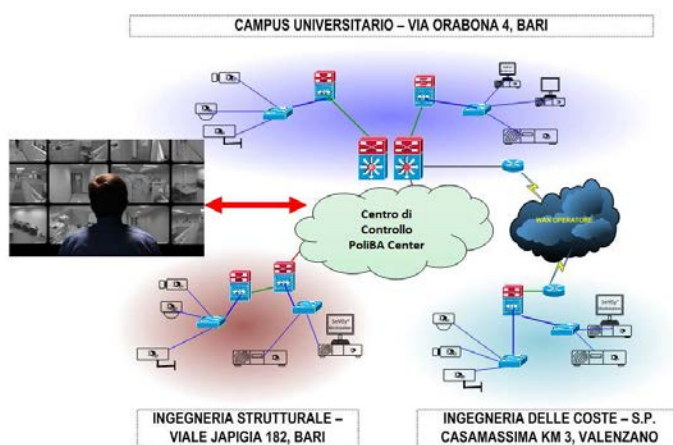 CAMPUS UNIVERSITARIO – VIA ORABONA 4, BARI
Centro di
Controllo
PoliBA Center
WAN OPERATORE
INGEGNERIA STRUTTURALE –
VIALE JAPIGIA 182, BARI
INGEGNERIA DELLE COSTE – S.P.
CASAMASSIMA KM 3, VALENZANO